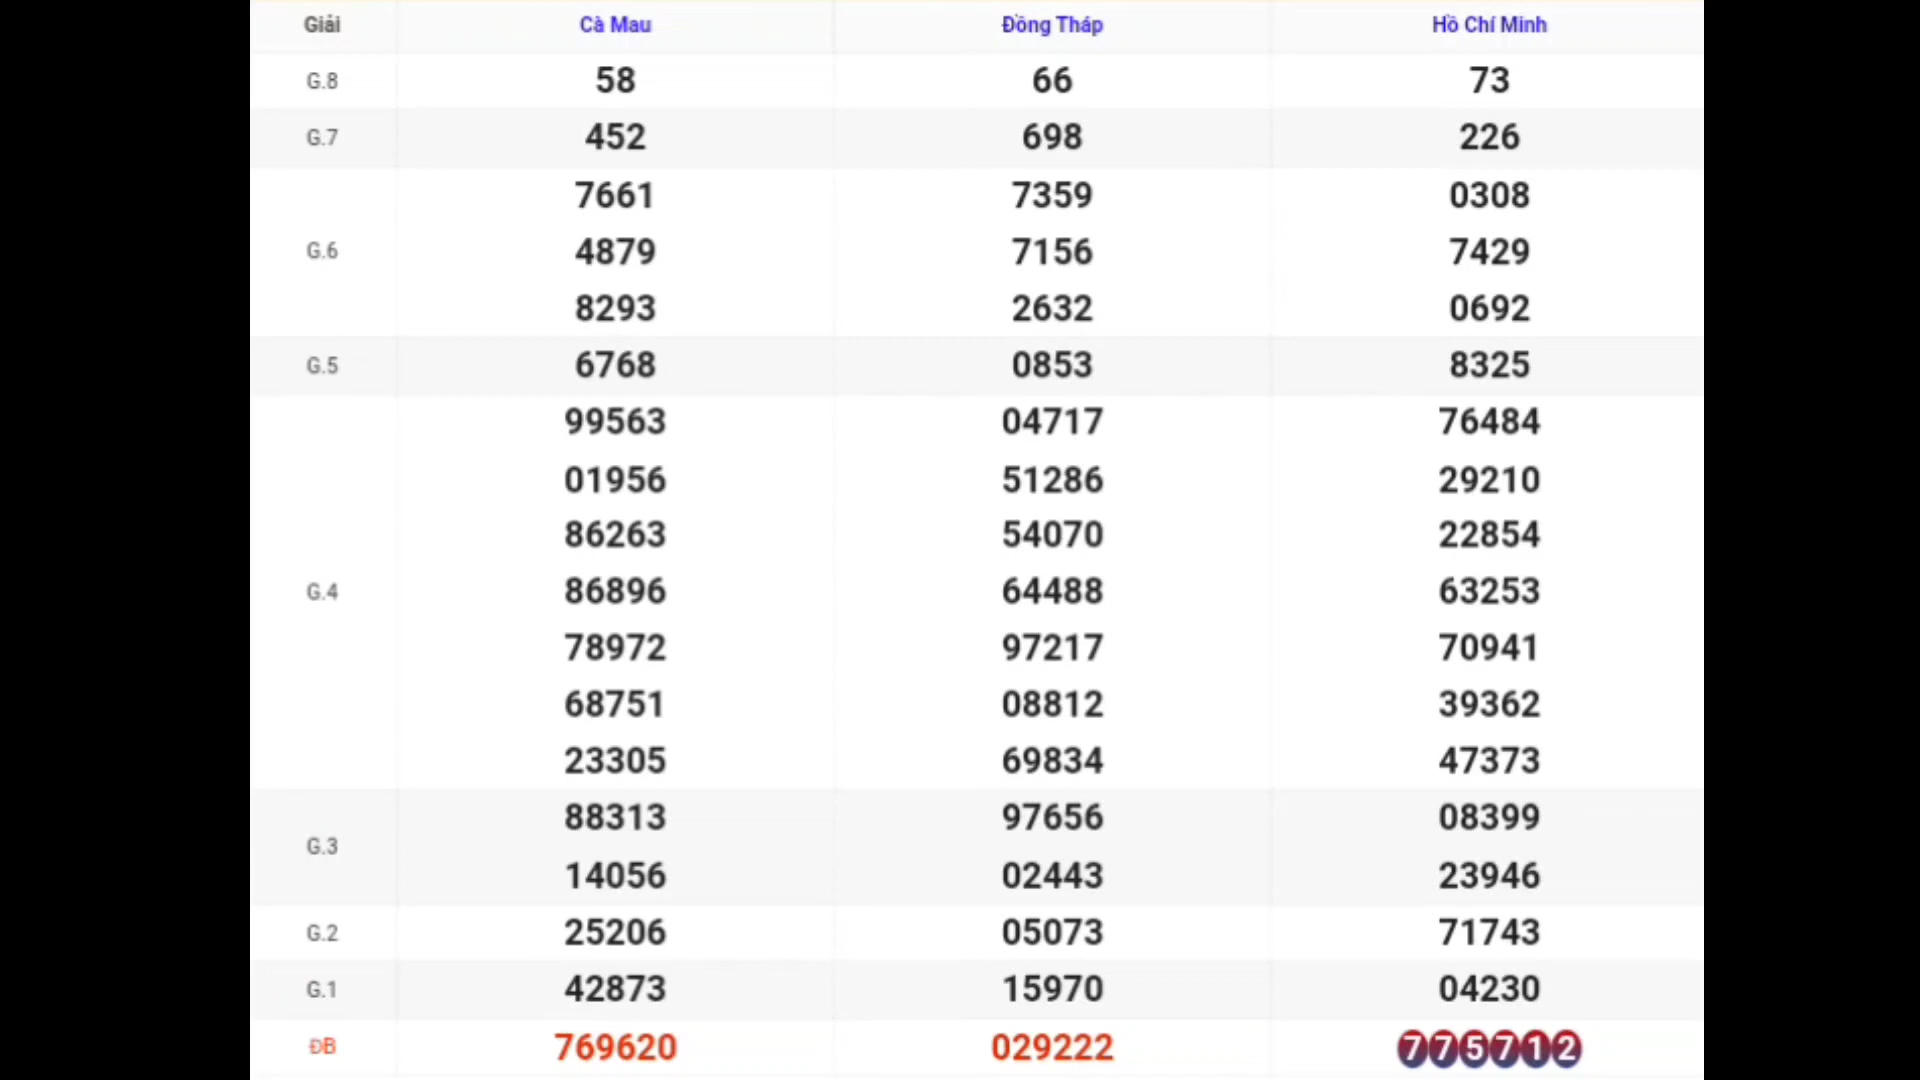 Giải Cà Mau Đồng Tháp Hồ Chí Minh
G.8 58 66 73
G.7 452 698 226
7661 7359 0308
G.6 4879 7156 7429
8293 2632 0692
G.5 6768 0853 8325
99563 04717 76484
01956 51286 29210
86263 54070 22854
G.4 86896 64488 63253
78972 97217 70941
68751 08812 39362
23305 69834 47373
88313 97656 08399
G.3
14056 02443 23946
G.2 25206 05073 71743
G.1 42873 15970 04230
ĐB 769620 029222 775712